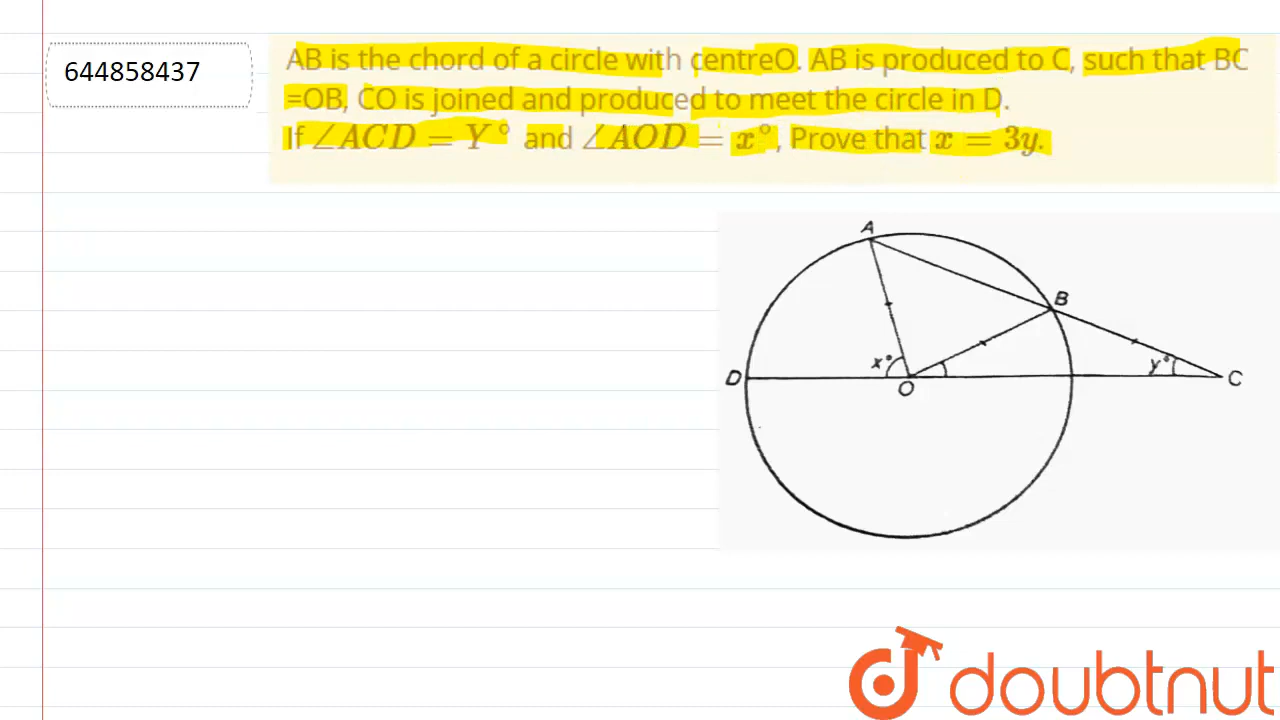 644858437
AB is the chord of a circle with centreO. AB is produced to C, such that BC
=OB, CO is joined and produced to meet the circle in D.
If ∠ACD = Y° and ∠AOD = x°, Prove that x = 3y.
A
B
x°
y°
D
O
C
doubtnut